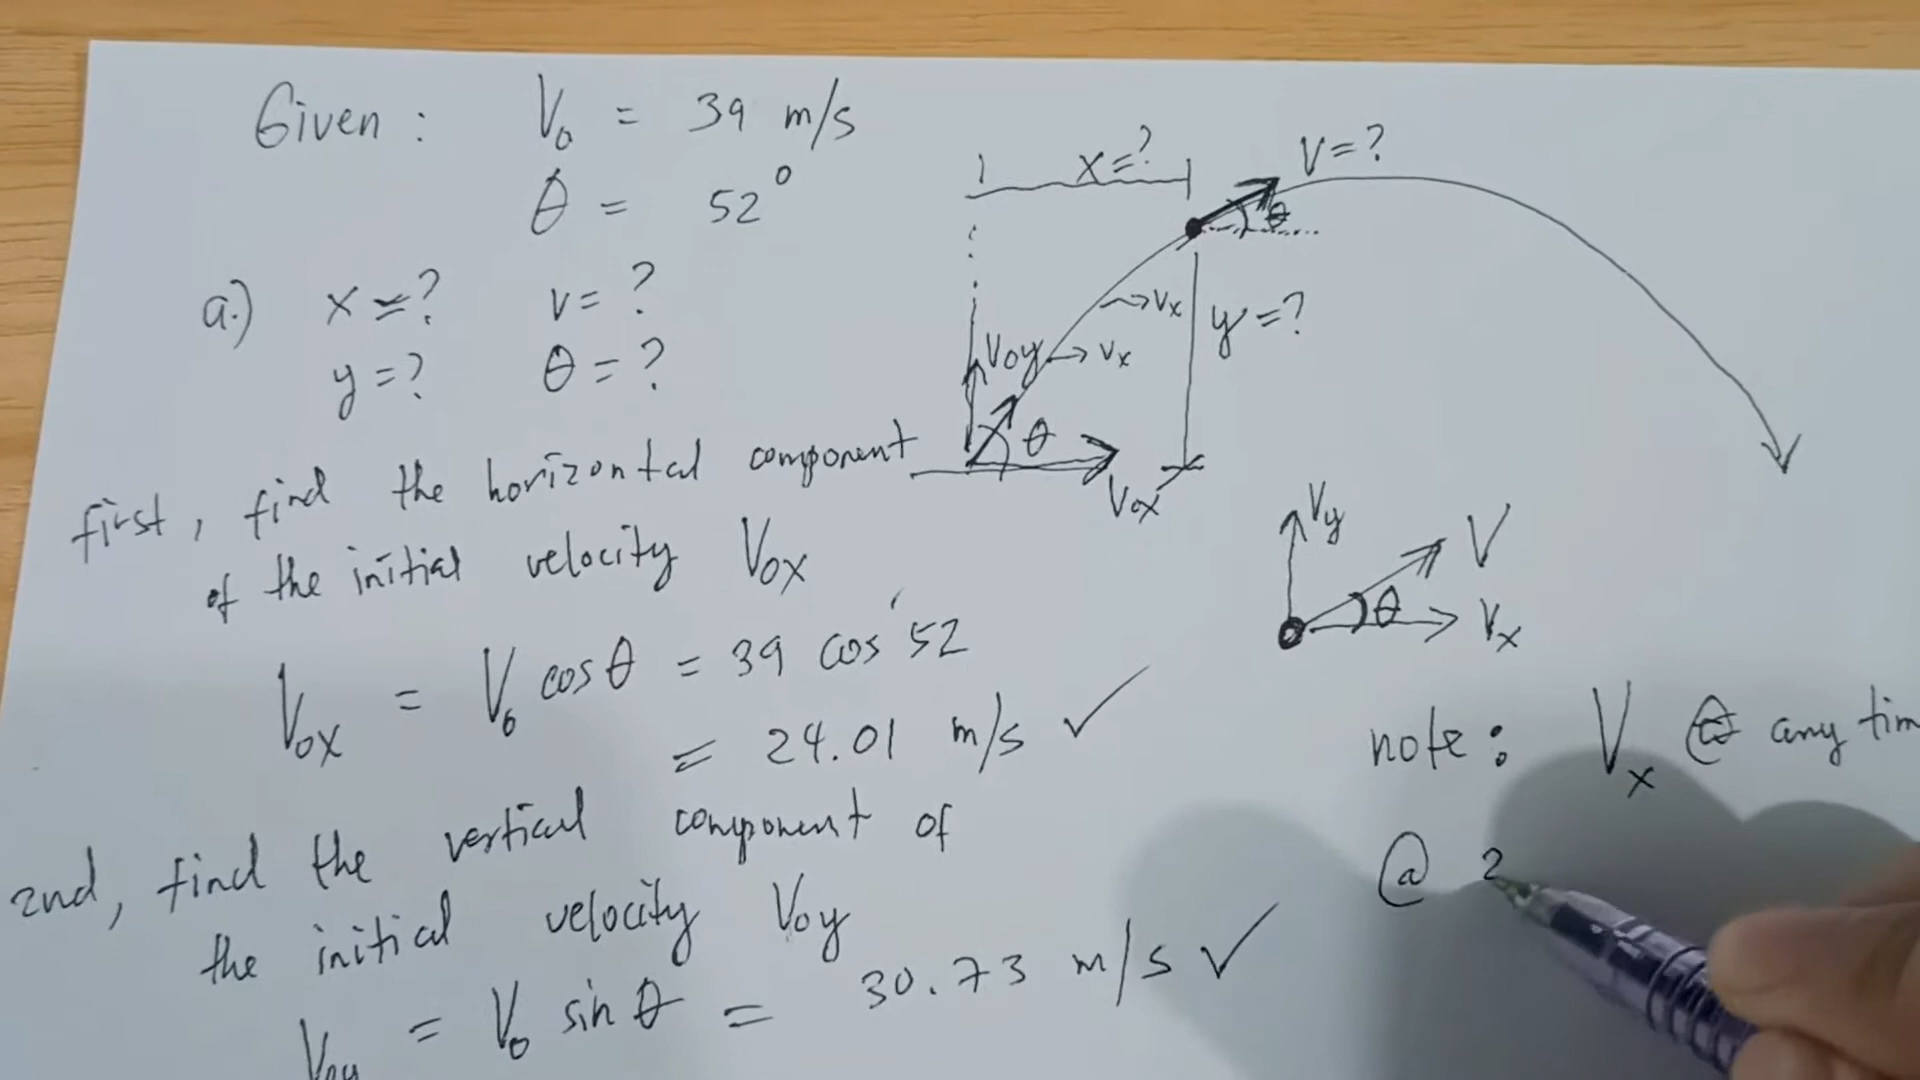 Given : V₀ = 39 m/s
θ = 52°
x=? V=?
θ
a.) x=? v=?
y=? θ=?
Vx y=?
Voy Vx
θ
Vox
first, find the horizontal component
of the initial velocity Vox
Vy V
θ Vx
Vox = V₀ cosθ = 39 cos 52
= 24.01 m/s ✓
note: Vx @ any tim
2nd, find the vertical component of
the initial velocity Voy
@ 2
Voy = V₀ sin θ = 30.73 m/s ✓